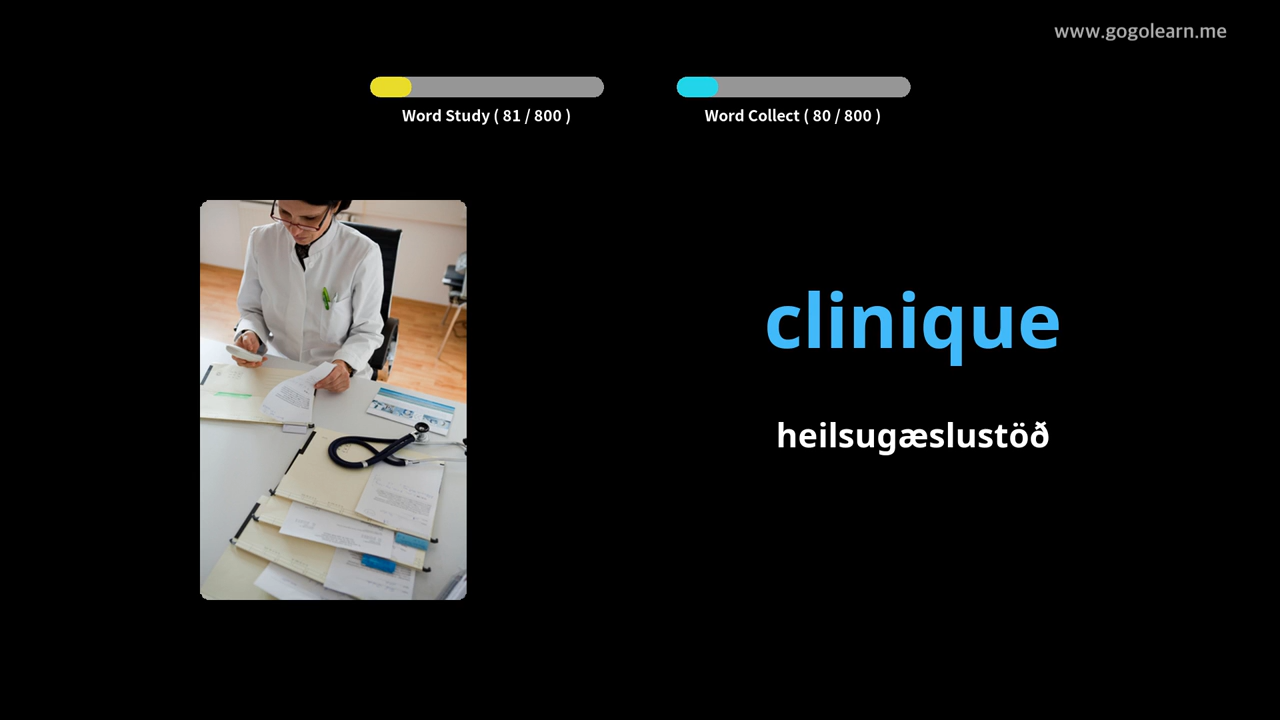 www.gogolearn.me
Word Study ( 81 / 800 )
Word Collect ( 80 / 800 )
clinique
heilsugæslustöð